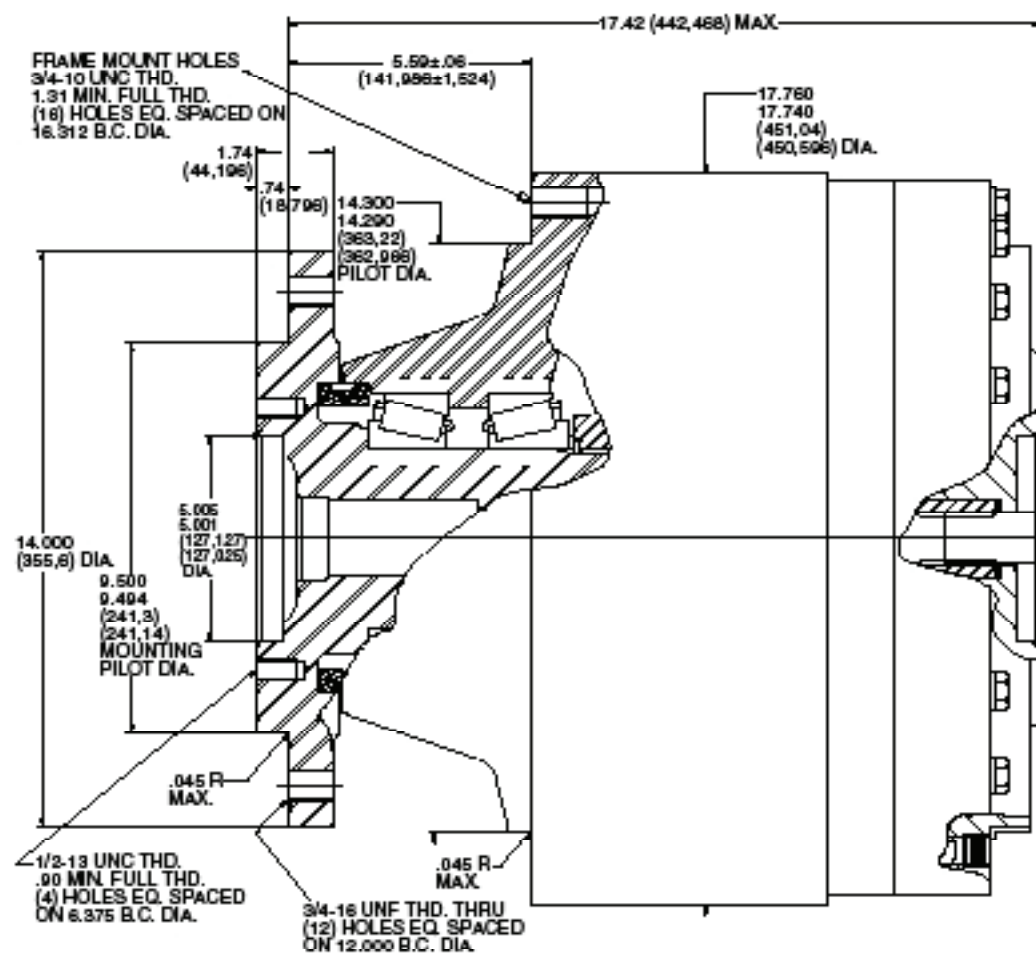 17.42 (442,468) MAX.
5.59±.06
(141,986±1,524)
FRAME MOUNT HOLES
3/4-10 UNC THD.
1.31 MIN. FULL THD.
(16) HOLES EQ. SPACED ON
16.312 B.C. DIA.
17.760
17.740
(451,04)
(450,596) DIA.
1.74
(44,196)
.74
(18,796)
14.300
14.290
(363,22)
(362,966)
PILOT DIA.
5.005
5.001
(127,127)
(127,025)
DIA.
14.000
(355,6) DIA.
9.500
9.494
(241,3)
(241,14)
MOUNTING
PILOT DIA.
.045 R
MAX.
.045 R
MAX.
1/2-13 UNC THD.
.90 MIN. FULL THD.
(4) HOLES EQ. SPACED
ON 6.375 B.C. DIA.
3/4-16 UNF THD. THRU
(12) HOLES EQ. SPACED
ON 12.000 B.C. DIA.